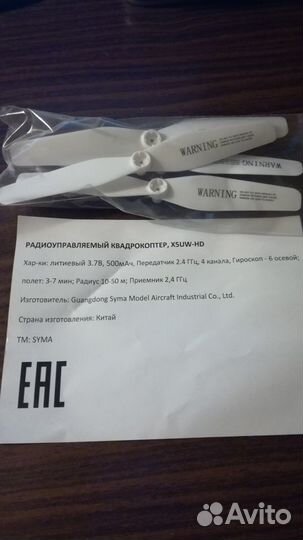 WARNING
WARNING
WARNING
РАДИОУПРАВЛЯЕМЫЙ КВАДРОКОПТЕР, X5UW-HD
Хар-ки: литиевый 3.7В, 500мАч, Передатчик 2.4 ГГц, 4 канала, Гироскоп - 6 осевой;
полет: 3-7 мин; Радиус 10-50 м; Приемник 2,4 ГГц
Изготовитель: Guangdong Syma Model Aircraft Industrial Co., Ltd.
Страна изготовления: Китай
ТМ: SYMA
EAC
Avito